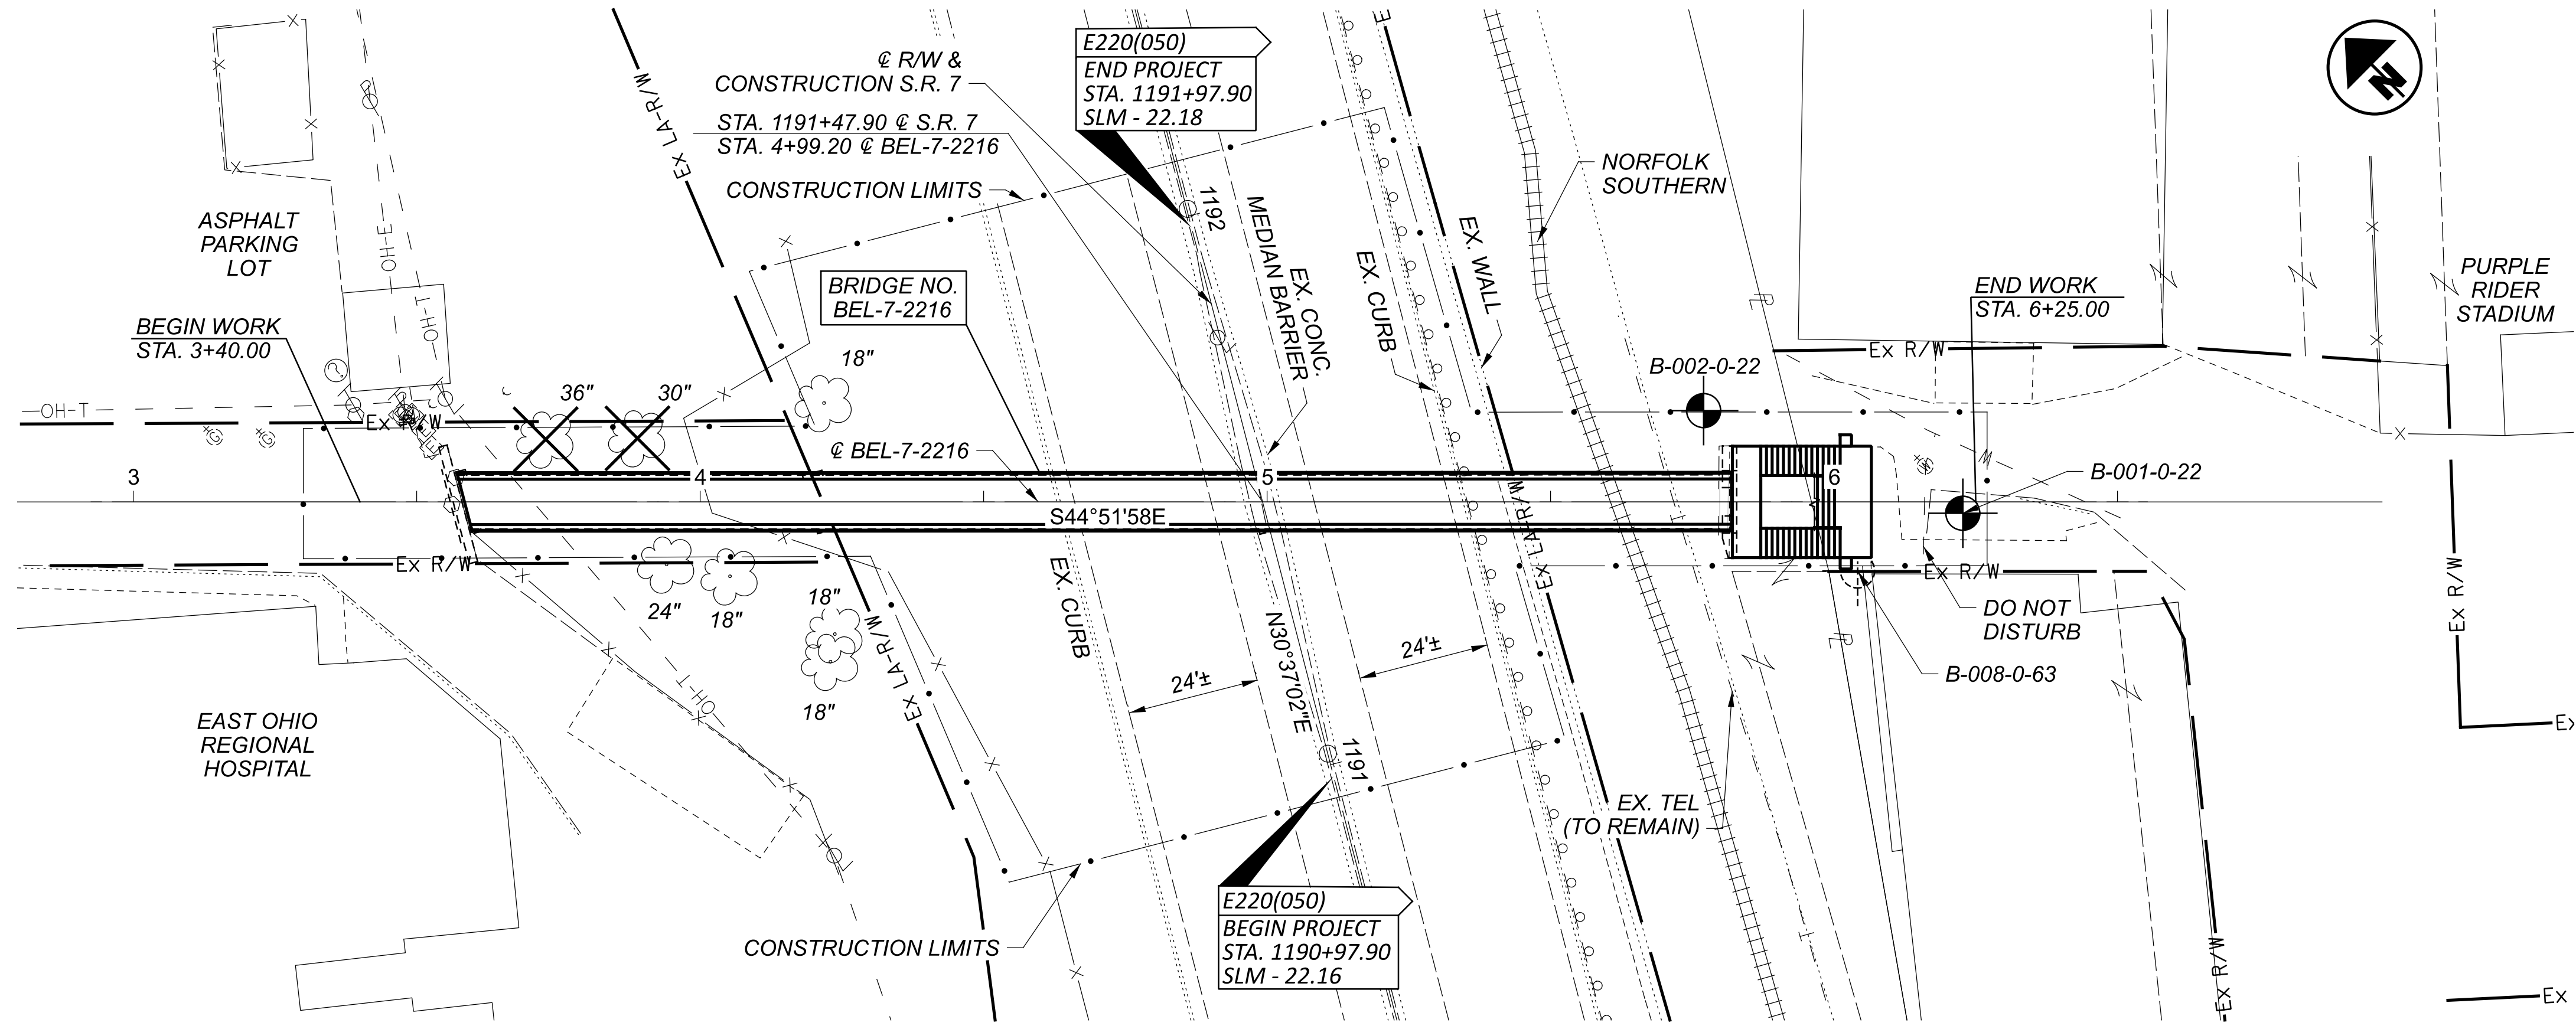 ℄ R/W &
CONSTRUCTION S.R. 7
STA. 1191+47.90 ℄ S.R. 7
STA. 4+99.20 ℄ BEL-7-2216
CONSTRUCTION LIMITS
E220(050)
END PROJECT
STA. 1191+97.90
SLM - 22.18
N
NORFOLK
SOUTHERN
ASPHALT
PARKING
LOT
OH-E
OH-T
Ex LA-R/W
1192
MEDIAN BARRIER
EX. CONC.
EX. CURB
EX. WALL
PURPLE
RIDER
STADIUM
END WORK
STA. 6+25.00
BRIDGE NO.
BEL-7-2216
BEGIN WORK
STA. 3+40.00
18"
36"
30"
OH-T
Ex R/W
Ex R/W
B-002-0-22
℄ BEL-7-2216
3
4
5
6
B-001-0-22
S44°51'58E
Ex LA-R/W
Ex R/W
Ex R/W
Ex R/W
24"
18"
18"
18"
Ex LA-R/W
EX. CURB
N30°37'02"E
24'±
24'±
DO NOT
DISTURB
B-008-0-63
OH-T
EAST OHIO
REGIONAL
HOSPITAL
1191
EX. TEL
(TO REMAIN)
Ex
E220(050)
BEGIN PROJECT
STA. 1190+97.90
SLM - 22.16
CONSTRUCTION LIMITS
Ex R/W
Ex